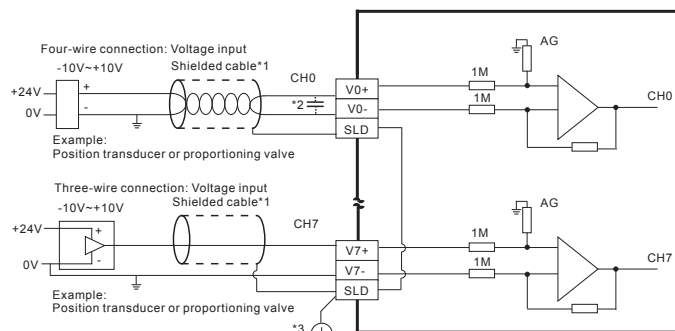 Four-wire connection: Voltage input
-10V~+10V
Shielded cable*1
CH0
+24V
+
0V
-
*2
V0+
V0-
SLD
1M
1M
AG
CH0
Example:
Position transducer or proportioning valve
Three-wire connection: Voltage input
-10V~+10V
Shielded cable*1
CH7
+24V
+
0V
-
V7+
V7-
SLD
1M
1M
AG
CH7
Example:
Position transducer or proportioning valve
*3